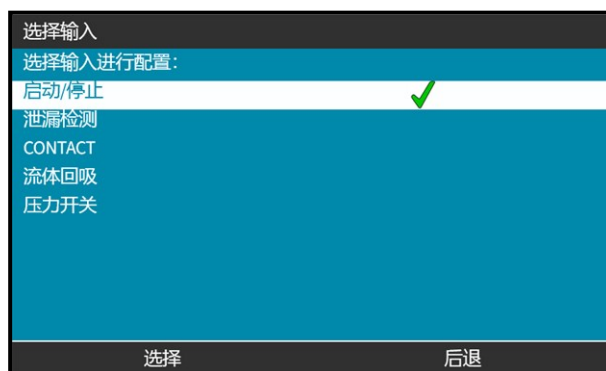 选择输入
选择输入进行配置：
启动/停止
泄漏检测
CONTACT
流体回吸
压力开关
选择 后退